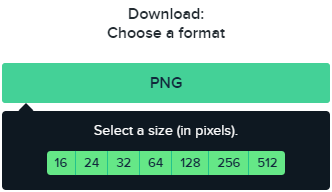 Download:
Choose a format
PNG
Select a size (in pixels).
16 24 32 64 128 256 512